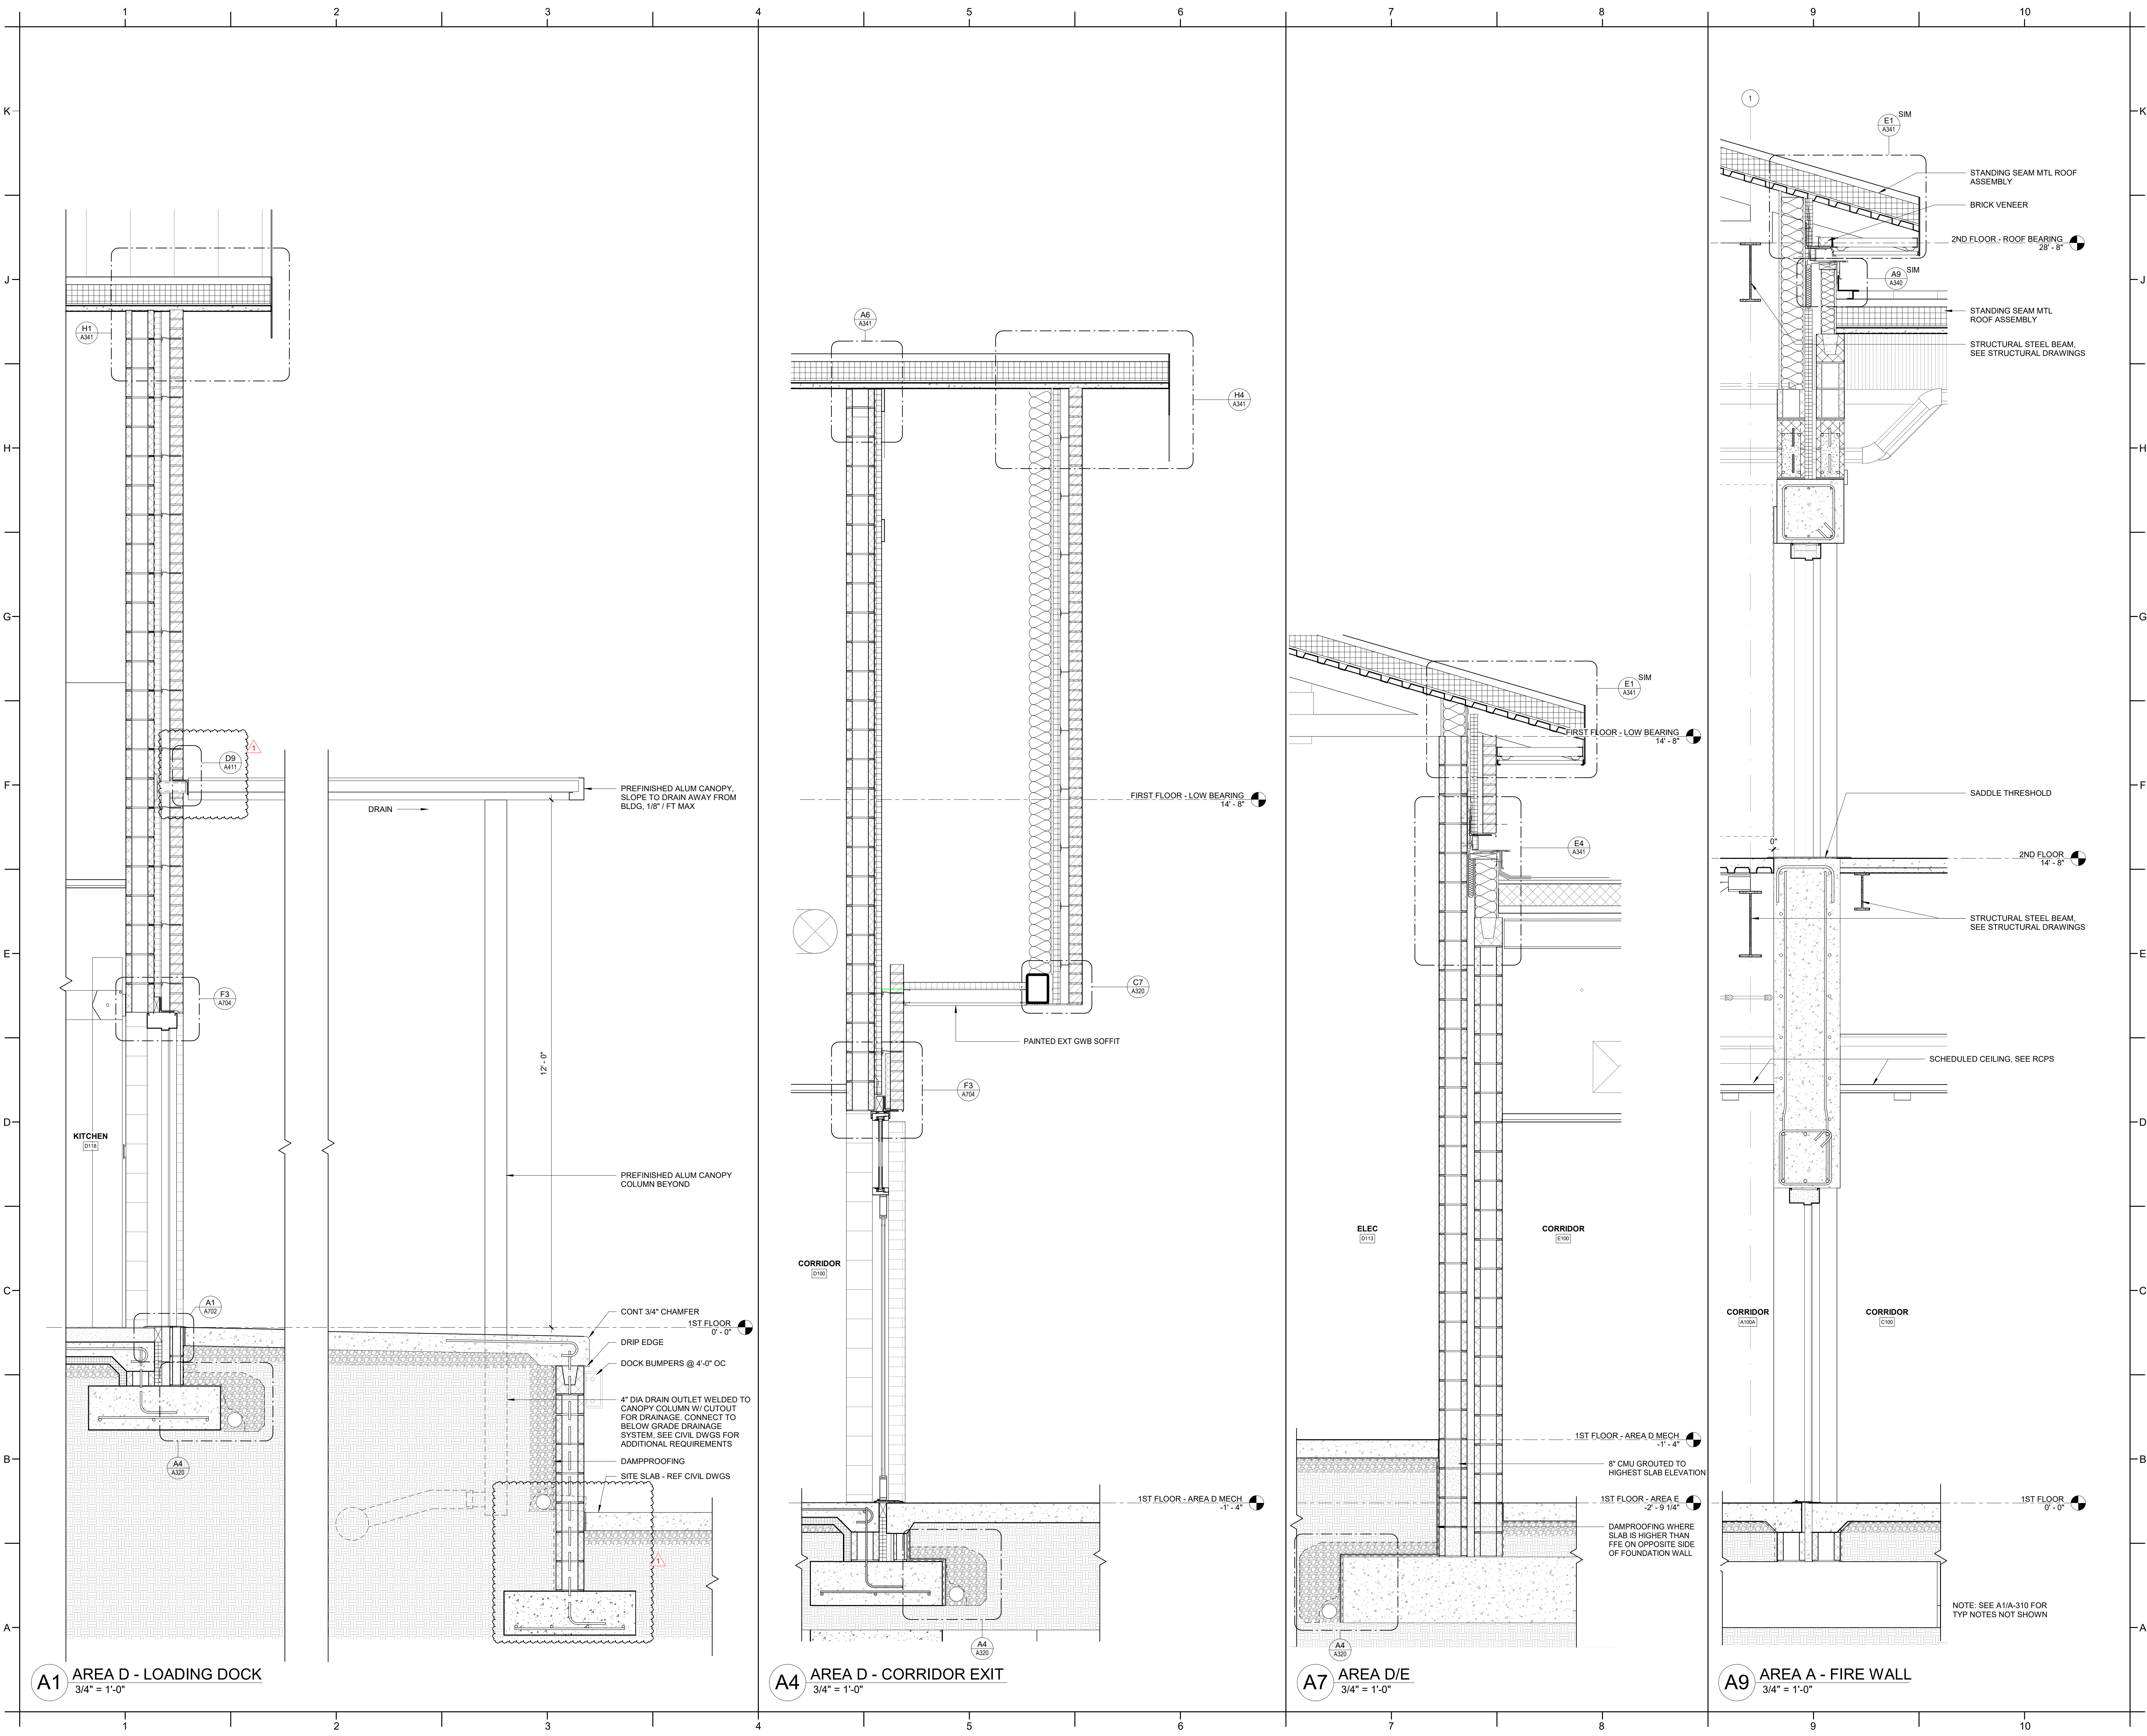 1 2 3 4 5 6 7 8 9 10
K
J
H
G
F
E
D
C
B
A
H1
A341
D9
A411
1
DRAIN
PREFINISHED ALUM CANOPY,
SLOPE TO DRAIN AWAY FROM
BLDG, 1/8" / FT MAX
F3
A704
12' - 0"
KITCHEN
D118
PREFINISHED ALUM CANOPY
COLUMN BEYOND
A1
A702
CONT 3/4" CHAMFER
1ST FLOOR
0' - 0"
DRIP EDGE
DOCK BUMPERS @ 4'-0" OC
4" DIA DRAIN OUTLET WELDED TO
CANOPY COLUMN W/ CUTOUT
FOR DRAINAGE. CONNECT TO
BELOW GRADE DRAINAGE
SYSTEM, SEE CIVIL DWGS FOR
ADDITIONAL REQUIREMENTS
DAMPPROOFING
SITE SLAB - REF CIVIL DWGS
A4
A320
1
A1 AREA D - LOADING DOCK
3/4" = 1'-0"
A6
A341
H4
A341
FIRST FLOOR - LOW BEARING
14' - 8"
C7
A320
PAINTED EXT GWB SOFFIT
F3
A704
CORRIDOR
D100
1ST FLOOR - AREA D MECH
-1' - 4"
A4
A320
A4 AREA D - CORRIDOR EXIT
3/4" = 1'-0"
E1
A341
SIM
FIRST FLOOR - LOW BEARING
14' - 8"
E4
A341
ELEC
D113
CORRIDOR
E100
1ST FLOOR - AREA D MECH
-1' - 4"
8" CMU GROUTED TO
HIGHEST SLAB ELEVATION
1ST FLOOR - AREA E
-2' - 9 1/4"
DAMPROOFING WHERE
SLAB IS HIGHER THAN
FFE ON OPPOSITE SIDE
OF FOUNDATION WALL
A4
A320
A7 AREA D/E
3/4" = 1'-0"
1
E1
A341
SIM
STANDING SEAM MTL ROOF
ASSEMBLY
BRICK VENEER
2ND FLOOR - ROOF BEARING
28' - 8"
A9
A340
SIM
STANDING SEAM MTL
ROOF ASSEMBLY
STRUCTURAL STEEL BEAM,
SEE STRUCTURAL DRAWINGS
SADDLE THRESHOLD
0"
2ND FLOOR
14' - 8"
STRUCTURAL STEEL BEAM,
SEE STRUCTURAL DRAWINGS
SCHEDULED CEILING, SEE RCPS
CORRIDOR
A100A
CORRIDOR
C100
1ST FLOOR
0' - 0"
NOTE: SEE A1/A-310 FOR
TYP NOTES NOT SHOWN
A9 AREA A - FIRE WALL
3/4" = 1'-0"
K
J
H
G
F
E
D
C
B
A
1 2 3 4 5 6 7 8 9 10